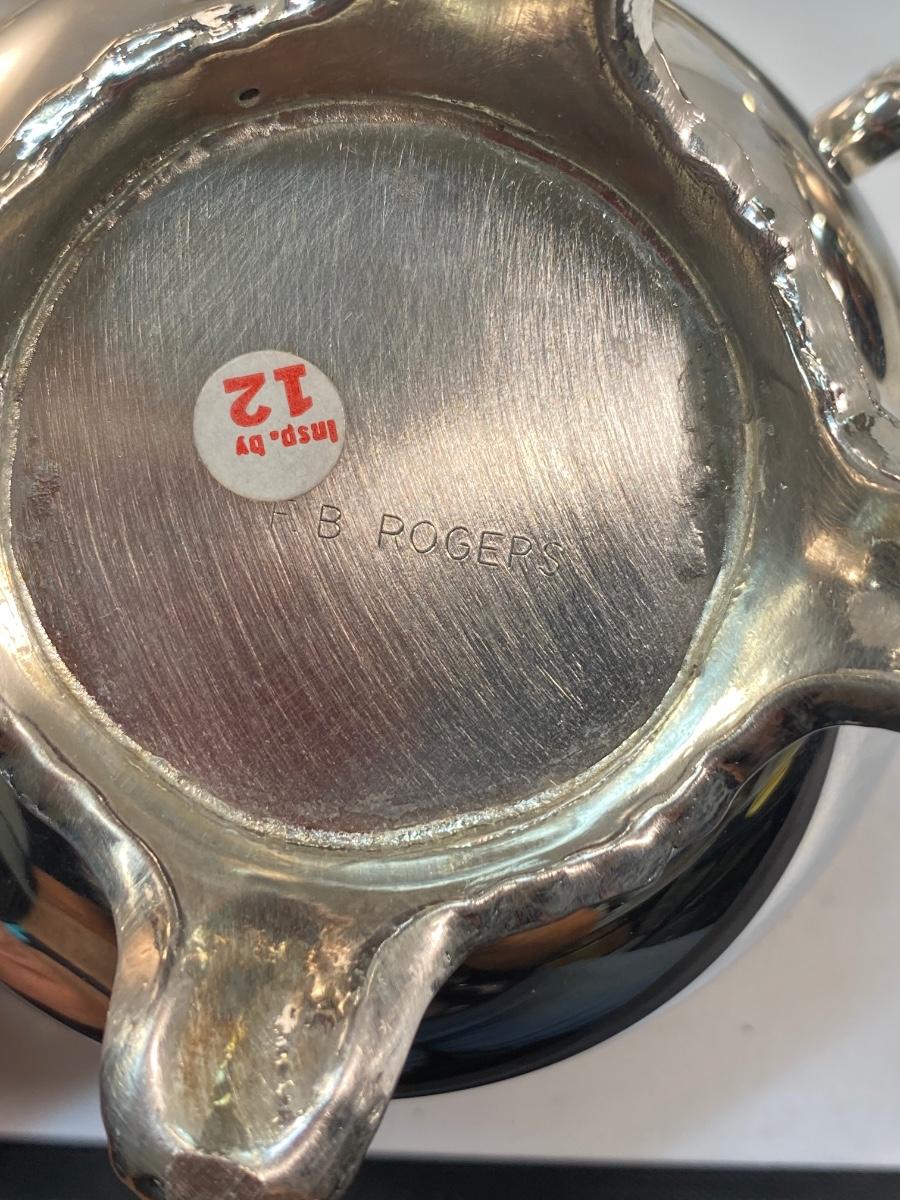 Insp. by
12
F B ROGERS